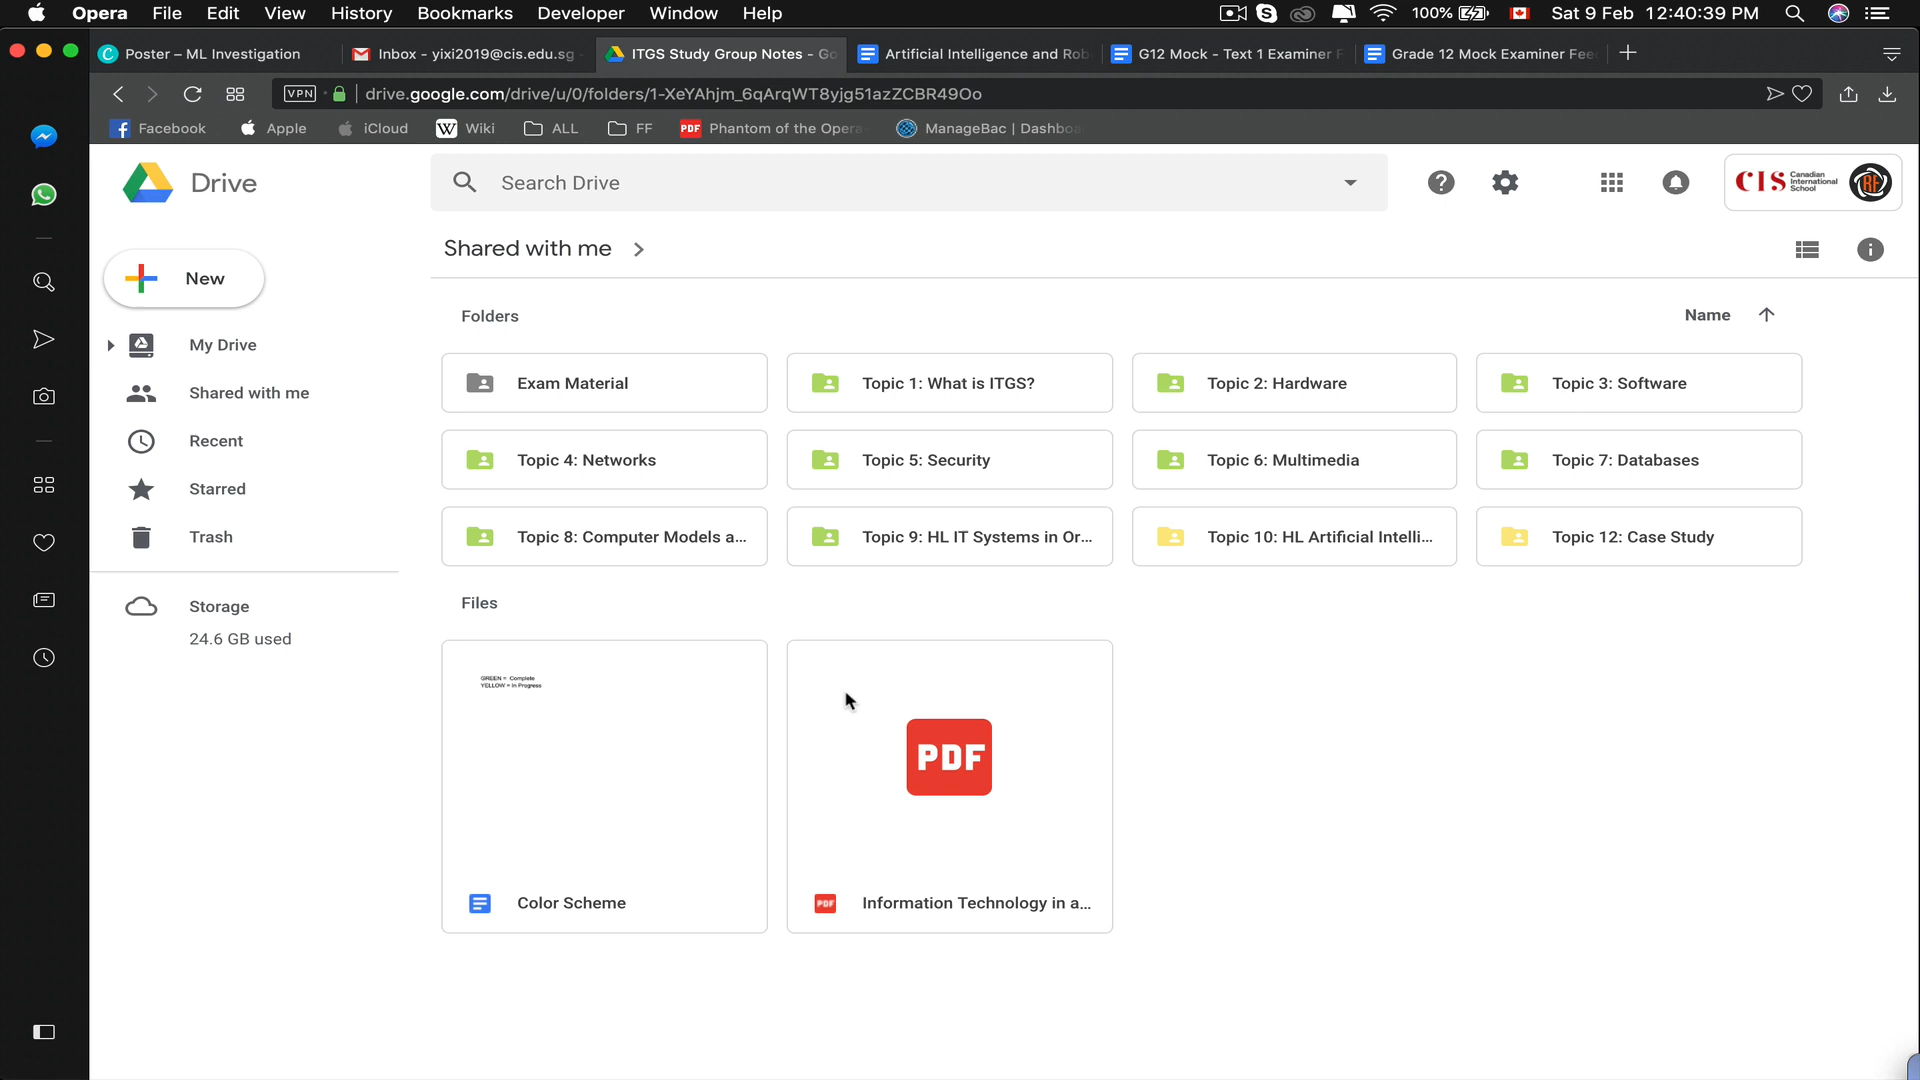 Opera File Edit View History Bookmarks Developer Window Help 100% Sat 9 Feb 12:40:39 PM
C Poster – ML Investigation Inbox - yixi2019@cis.edu.sg ITGS Study Group Notes - Go Artificial Intelligence and Rob G12 Mock - Text 1 Examiner F Grade 12 Mock Examiner Fee
VPN drive.google.com/drive/u/0/folders/1-XeYAhjm_6qArqWT8yjg51azZCBR49Oo
Facebook Apple iCloud W Wiki ALL FF PDF Phantom of the Opera ManageBac | Dashboa
Drive Search Drive CIS Canadian International School RF
Shared with me
New
My Drive
Shared with me
Recent
Starred
Trash
Storage
24.6 GB used
Folders Name
Exam Material Topic 1: What is ITGS? Topic 2: Hardware Topic 3: Software
Topic 4: Networks Topic 5: Security Topic 6: Multimedia Topic 7: Databases
Topic 8: Computer Models a... Topic 9: HL IT Systems in Or... Topic 10: HL Artificial Intelli... Topic 12: Case Study
Files
GREEN = Complete
YELLOW = In Progress
PDF
Color Scheme PDF Information Technology in a...